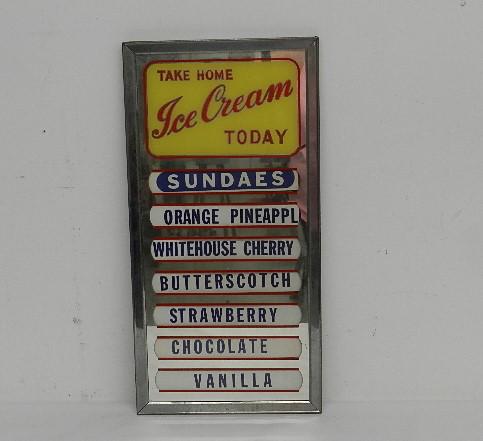 TAKE HOME
Ice Cream
TODAY
SUNDAES
ORANGE PINEAPPL
WHITEHOUSE CHERRY
BUTTERSCOTCH
STRAWBERRY
CHOCOLATE
VANILLA